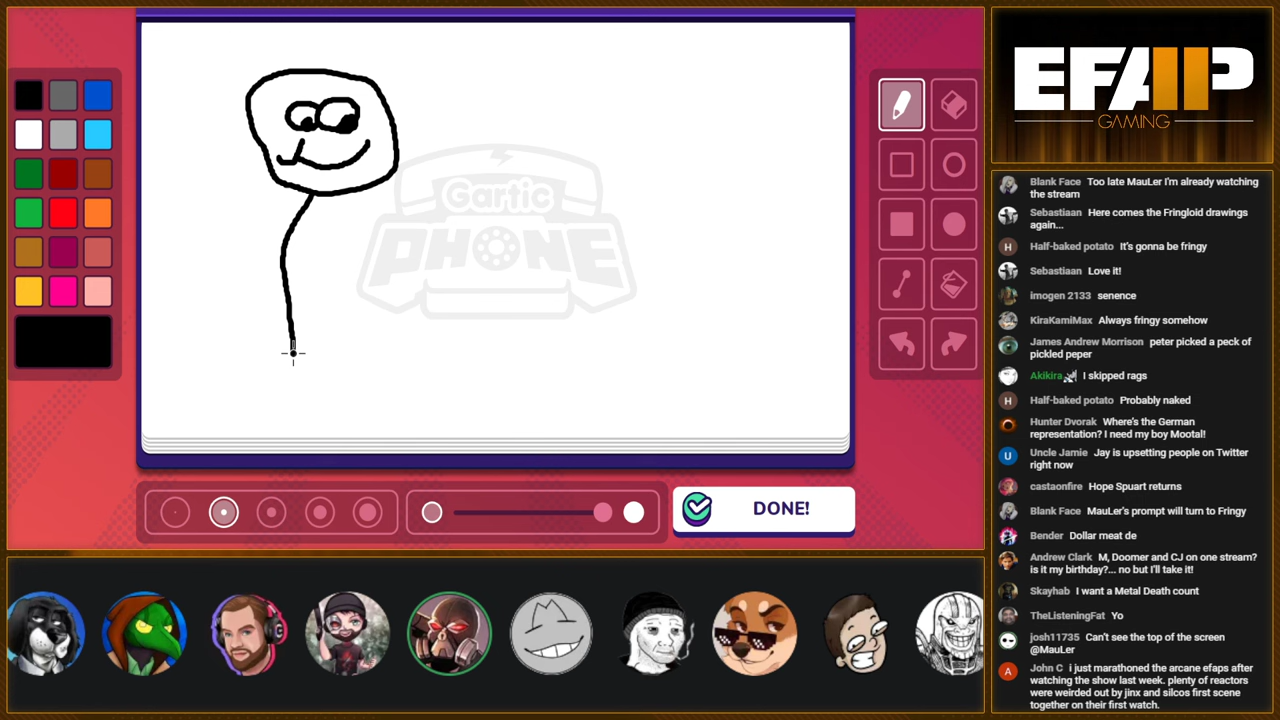 Gartic
PHONE
DONE!
EFAP
GAMING
Blank Face Too late MauLer I'm already watching
the stream
Sebastiaan Here comes the Fringloid drawings
again...
H Half-baked potato It's gonna be fringy
Sebastiaan Love it!
imogen 2133 senence
KiraKamiMax Always fringy somehow
James Andrew Morrison peter picked a peck of
pickled peper
Akikira I skipped rags
H Half-baked potato Probably naked
Hunter Dvorak Where's the German
representation? I need my boy Mootal!
U Uncle Jamie Jay is upsetting people on Twitter
right now
castaonfire Hope Spuart returns
Blank Face MauLer's prompt will turn to Fringy
Bender Dollar meat de
Andrew Clark M, Doomer and CJ on one stream?
is it my birthday?... no but I'll take it!
Skayhab I want a Metal Death count
TheListeningFat Yo
josh11735 Can't see the top of the screen
@MauLer
A John C i just marathoned the arcane efaps after
watching the show last week. plenty of reactors
were weirded out by jinx and silcos first scene
together on their first watch.